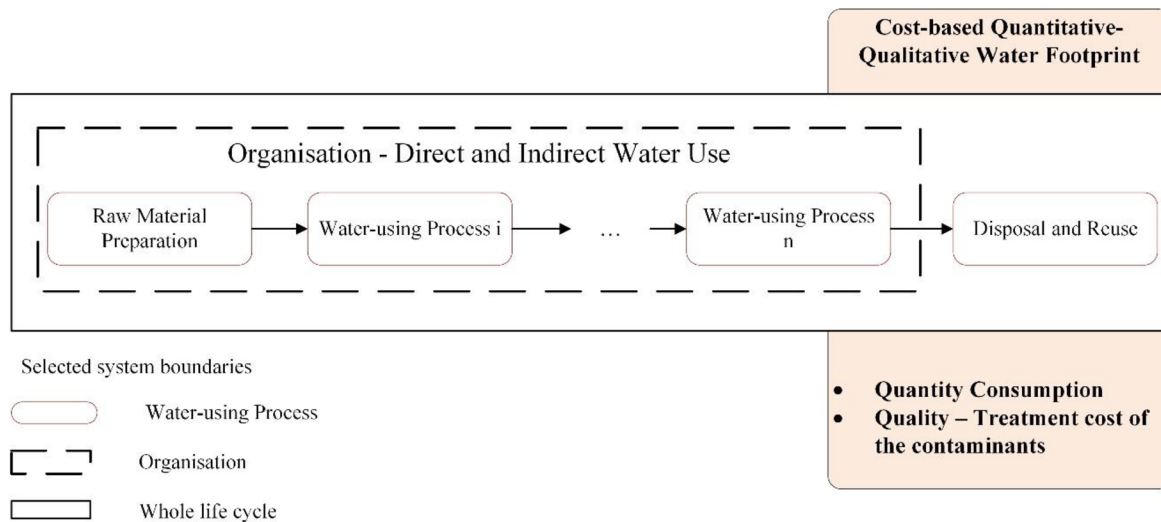 Cost-based Quantitative-
Qualitative Water Footprint
Organisation - Direct and Indirect Water Use
Raw Material
Preparation
Water-using Process i
...
Water-using Process
n
Disposal and Reuse
Selected system boundaries
Water-using Process
Organisation
Whole life cycle
• Quantity Consumption
• Quality – Treatment cost of
the contaminants